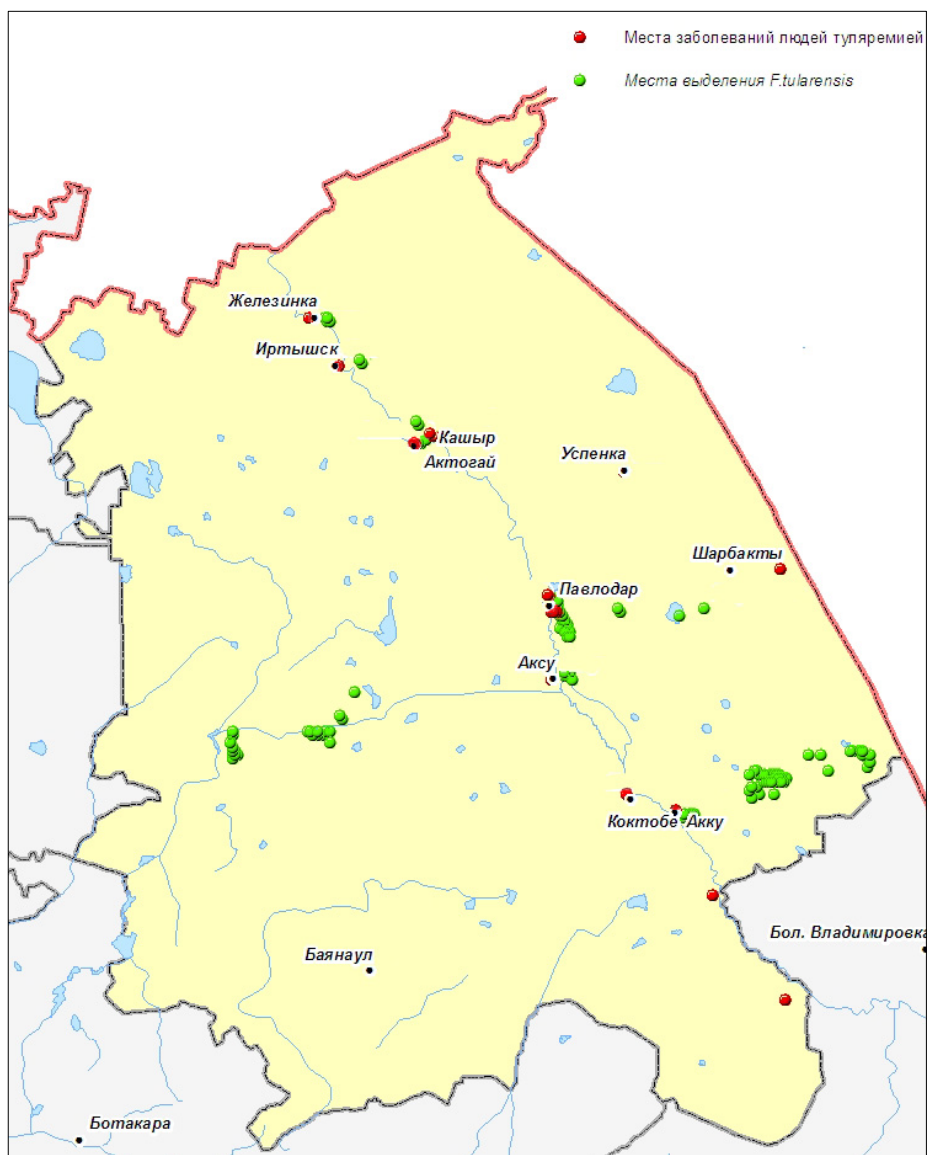 Места заболеваний людей туляремией
Места выделения F.tularensis
Железинка
Иртышск
Кашыр
Актогай
Успенка
Шарбакты
Павлодар
Аксу
Коктобе Акку
Бол. Владимировка
Баянаул
Ботакара